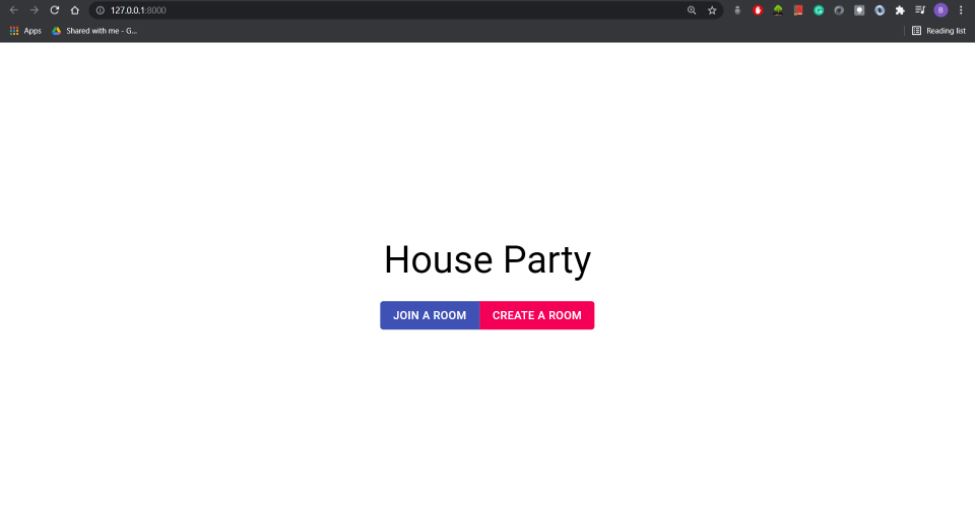 127.0.0.1:8000
Apps
Shared with me - G...
Reading list
House Party
JOIN A ROOM
CREATE A ROOM